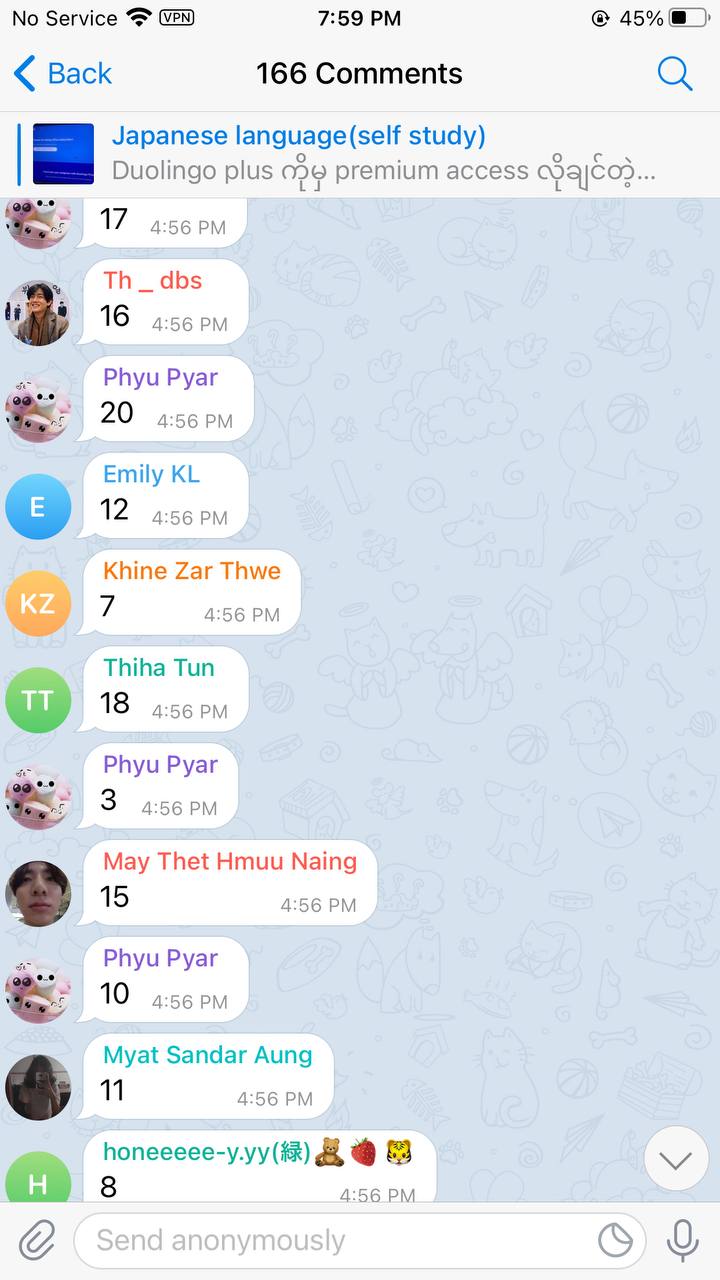 No Service VPN 7:59 PM 45%
Back 166 Comments
Japanese language(self study)
Duolingo plus ကိုမှ premium access လိုချင်တဲ့...
17 4:56 PM
Th _ dbs
16 4:56 PM
Phyu Pyar
20 4:56 PM
E
Emily KL
12 4:56 PM
KZ
Khine Zar Thwe
7 4:56 PM
TT
Thiha Tun
18 4:56 PM
Phyu Pyar
3 4:56 PM
May Thet Hmuu Naing
15 4:56 PM
Phyu Pyar
10 4:56 PM
Myat Sandar Aung
11 4:56 PM
H
honeeeee-y.yy(緑)🧸🍓🐯
8 4:56 PM
Send anonymously